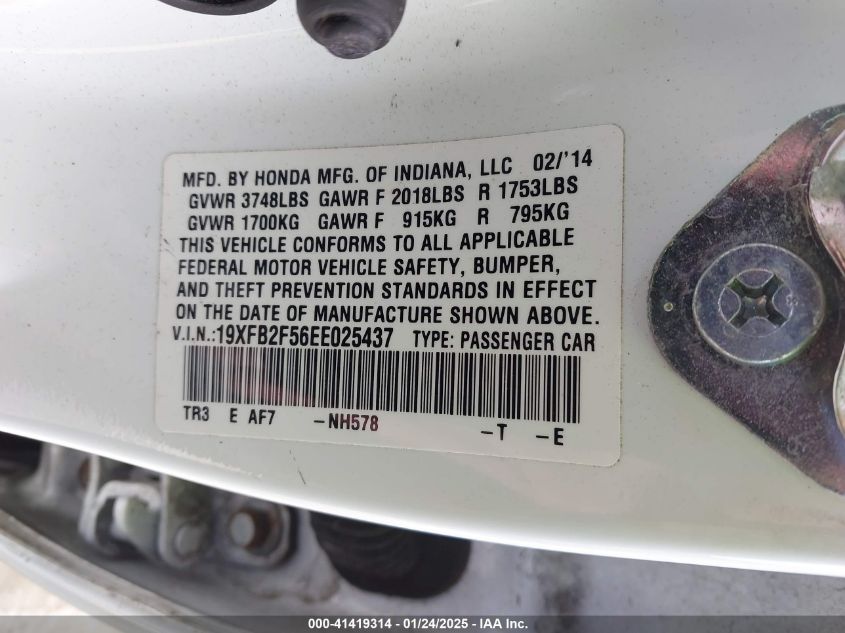 MFD. BY HONDA MFG. OF INDIANA, LLC 02/'14
GVWR 3748LBS GAWR F 2018LBS R 1753LBS
GVWR 1700KG GAWR F 915KG R 795KG
THIS VEHICLE CONFORMS TO ALL APPLICABLE
FEDERAL MOTOR VEHICLE SAFETY, BUMPER,
AND THEFT PREVENTION STANDARDS IN EFFECT
ON THE DATE OF MANUFACTURE SHOWN ABOVE.
V.I.N.:19XFB2F56EE025437 TYPE: PASSENGER CAR
TR3 E AF7 -NH578 -T -E
000-41419314 - 01/24/2025 - IAA Inc.